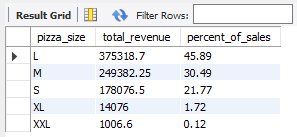 Result Grid Filter Rows:
pizza_size total_revenue percent_of_sales
L 375318.7 45.89
M 249382.25 30.49
S 178076.5 21.77
XL 14076 1.72
XXL 1006.6 0.12